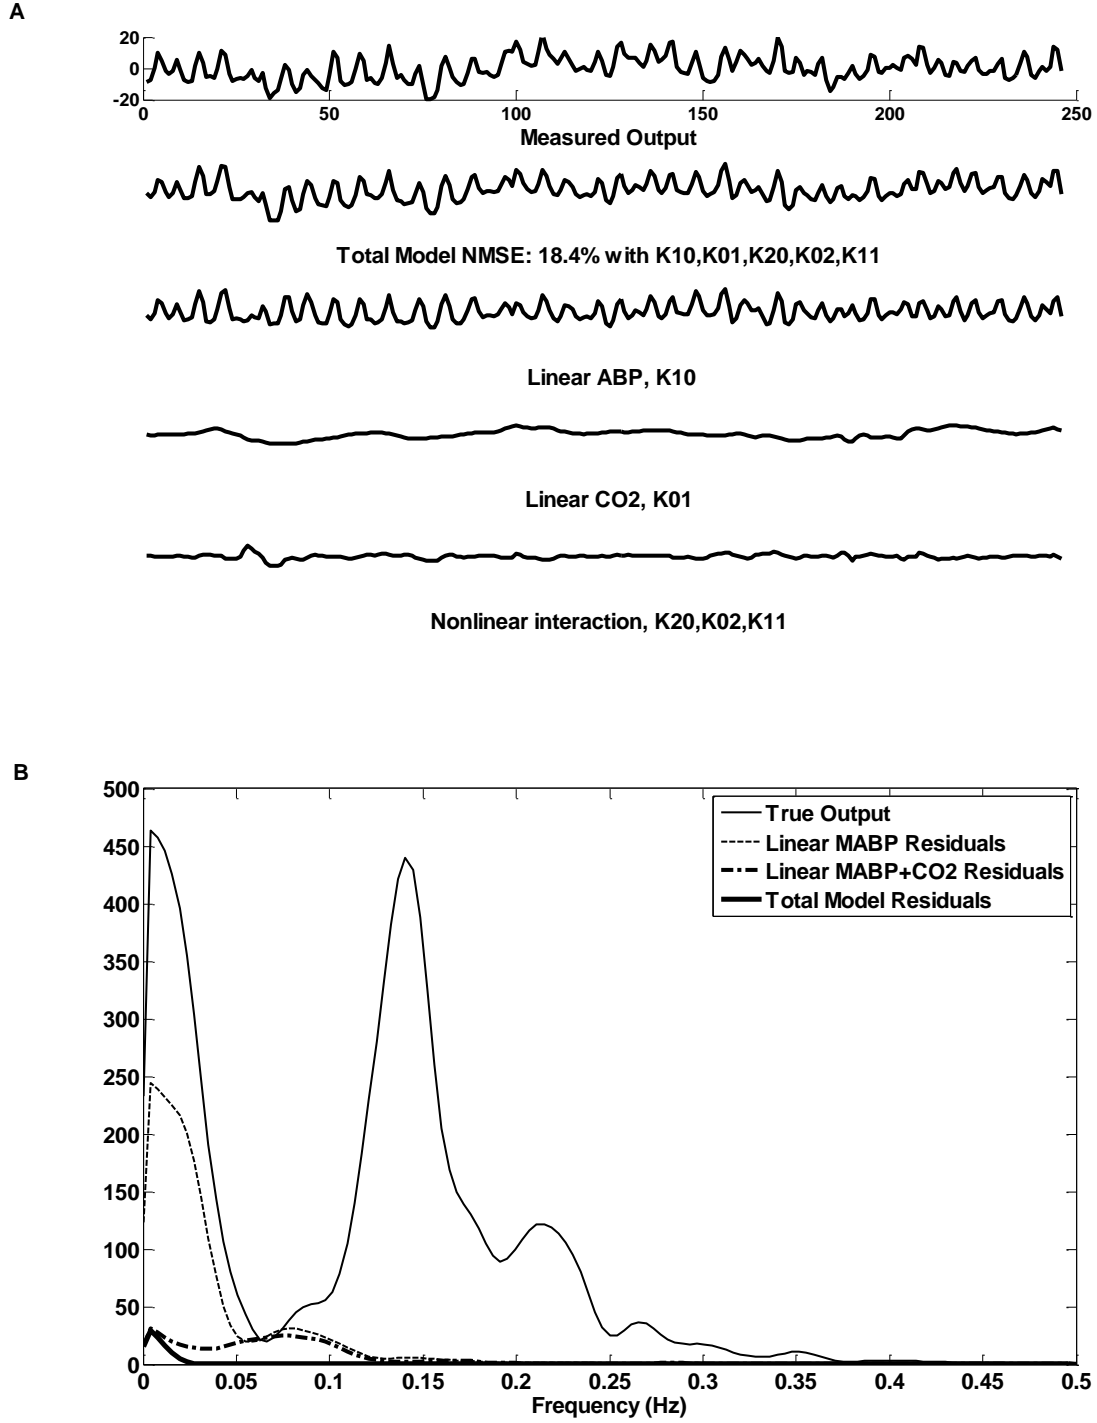 A
20
0
-20
0 50 100 150 200 250
Measured Output
Total Model NMSE: 18.4% with K10,K01,K20,K02,K11
Linear ABP, K10
Linear CO2, K01
Nonlinear interaction, K20,K02,K11
B
500
450
400
350
300
250
200
150
100
50
0
True Output
Linear MABP Residuals
Linear MABP+CO2 Residuals
Total Model Residuals
0 0.05 0.1 0.15 0.2 0.25 0.3 0.35 0.4 0.45 0.5
Frequency (Hz)